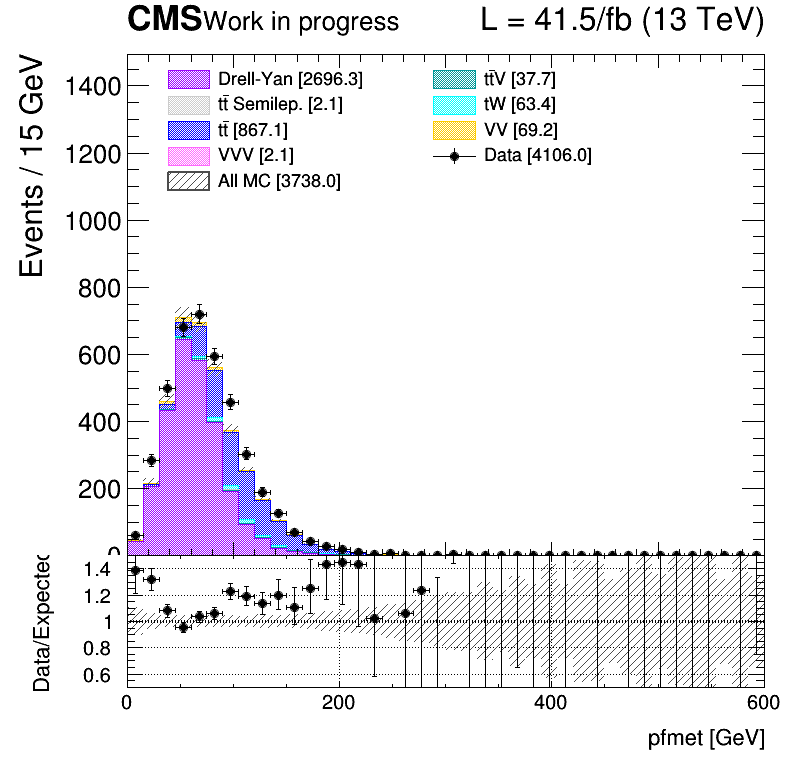 CMS Work in progress L = 41.5/fb (13 TeV)
Drell-Yan [2696.3] tt̄V [37.7]
tt̄ Semilep. [2.1] tW [63.4]
tt̄ [867.1] VV [69.2]
VVV [2.1] Data [4106.0]
All MC [3738.0]
Events / 15 GeV
1400
1200
1000
800
600
400
200
0
Data/Expected
1.4
1.2
1
0.8
0.6
0 200 400 600
pfmet [GeV]